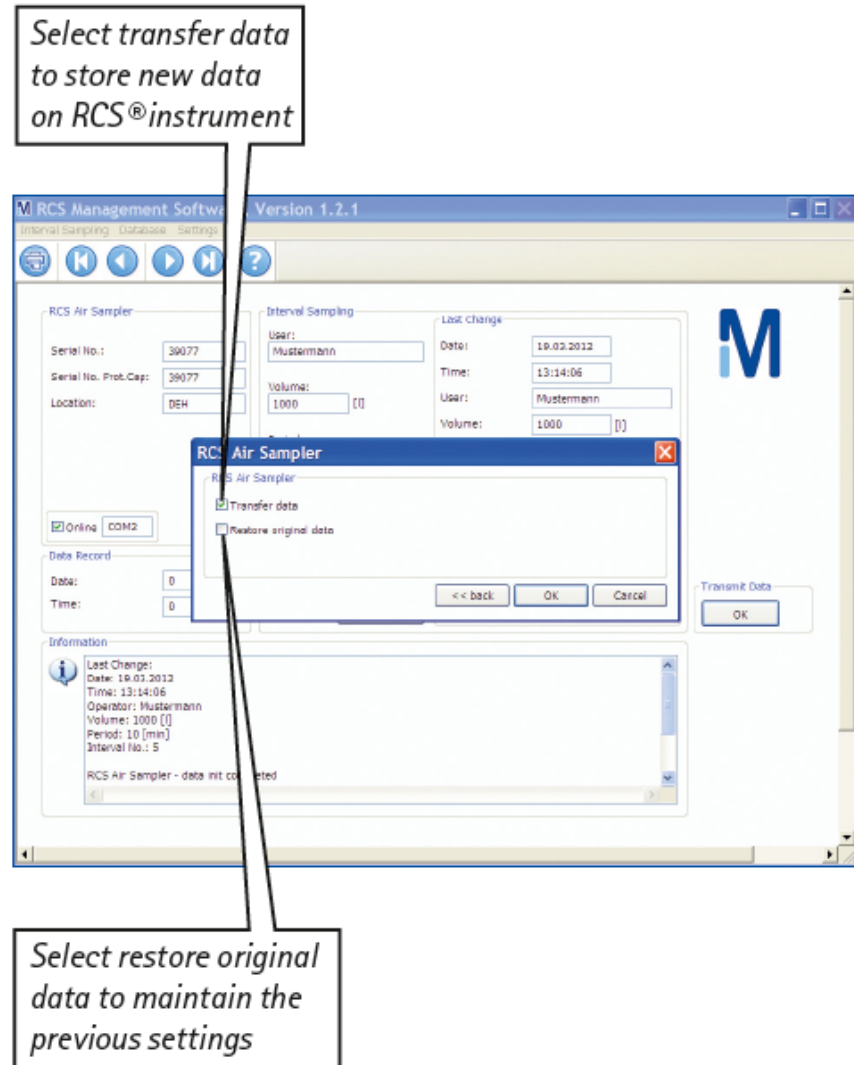 Select transfer data
to store new data
on RCS® instrument
RCS Management Software Version 1.2.1
Interval Sampling Database Settings
?
RCS Air Sampler
Serial No.: 39077
Serial No. Prot.Cap: 39077
Location: DEH
Online COM2
Interval Sampling
User:
Mustermann
Volume:
1000 [l]
Last Change
Date: 19.03.2012
Time: 13:14:06
User: Mustermann
Volume: 1000 [l]
M
RCS Air Sampler
RCS Air Sampler
Transfer data
Restore original data
<< back OK Cancel
Data Record
Date: 0
Time: 0
Transmit Data
OK
Information
Last Change:
Date: 19.03.2012
Time: 13:14:06
Operator: Mustermann
Volume: 1000 [l]
Period: 10 [min]
Interval No.: 5
RCS Air Sampler - data init completed
Select restore original
data to maintain the
previous settings